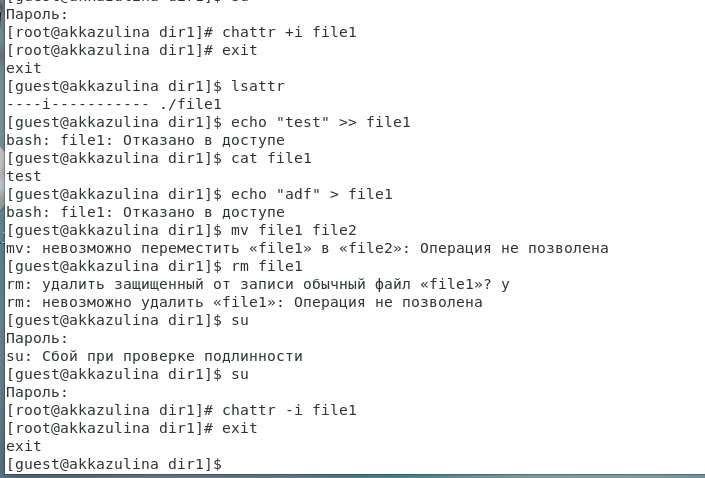 Пароль:
[root@akkazulina dir1]# chattr +i file1
[root@akkazulina dir1]# exit
exit
[guest@akkazulina dir1]$ lsattr
----i----------- ./file1
[guest@akkazulina dir1]$ echo "test" >> file1
bash: file1: Отказано в доступе
[guest@akkazulina dir1]$ cat file1
test
[guest@akkazulina dir1]$ echo "adf" > file1
bash: file1: Отказано в доступе
[guest@akkazulina dir1]$ mv file1 file2
mv: невозможно переместить «file1» в «file2»: Операция не позволена
[guest@akkazulina dir1]$ rm file1
rm: удалить защищенный от записи обычный файл «file1»? y
rm: невозможно удалить «file1»: Операция не позволена
[guest@akkazulina dir1]$ su
Пароль:
su: Сбой при проверке подлинности
[guest@akkazulina dir1]$ su
Пароль:
[root@akkazulina dir1]# chattr -i file1
[root@akkazulina dir1]# exit
exit
[guest@akkazulina dir1]$